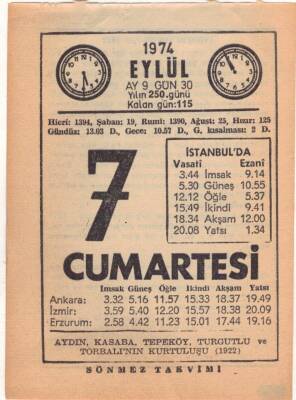 1974
EYLÜL
AY 9 GÜN 30
Yılın 250.günü
Kalan gün:115
Hicri: 1394, Şaban: 19, Rumi: 1390, Ağust: 25, Hızır: 125
Gündüz: 13.03 D., Gece: 10.57 D., G. kısalması: 2 D.
7
İSTANBUL'DA
Vasati Ezani
3.44 İmsak 9.14
5.30 Güneş 10.55
12.12 Öğle 5.37
15.49 İkindi 9.41
18.34 Akşam 12.00
20.08 Yatsı 1.34
CUMARTESİ
İmsak Güneş Öğle İkindi Akşam Yatsı
Ankara: 3.32 5.16 11.57 15.33 18.37 19.49
İzmir: 3.59 5.40 12.20 15.57 18.38 20.09
Erzurum: 2.58 4.42 11.23 15.01 17.44 19.16
AYDIN, KASABA, TEPEKÖY, TURGUTLU ve
TORBALI'NIN KURTULUŞU (1922)
SÖNMEZ TAKVİMİ